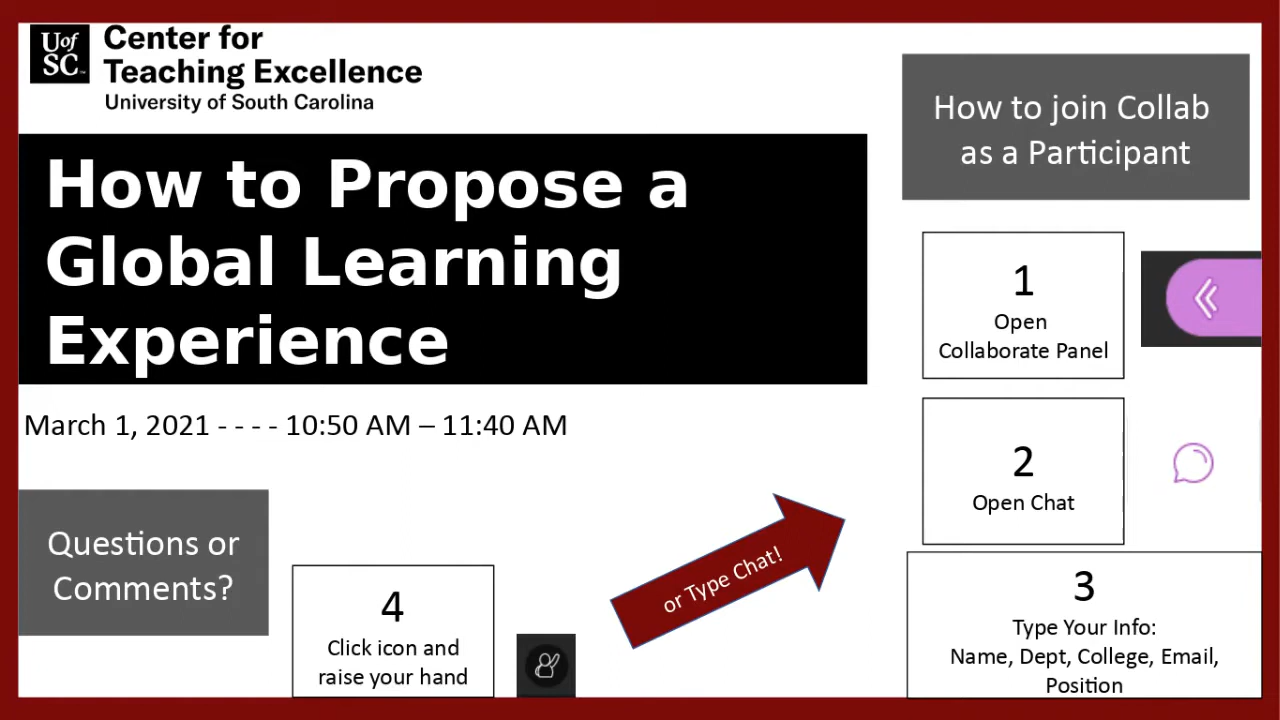 UofSC
Center for
Teaching Excellence
University of South Carolina
How to Propose a
Global Learning
Experience
March 1, 2021 - - - - 10:50 AM – 11:40 AM
How to join Collab
as a Participant
1
Open
Collaborate Panel
2
Open Chat
3
Type Your Info:
Name, Dept, College, Email,
Position
Questions or
Comments?
4
Click icon and
raise your hand
or Type Chat!